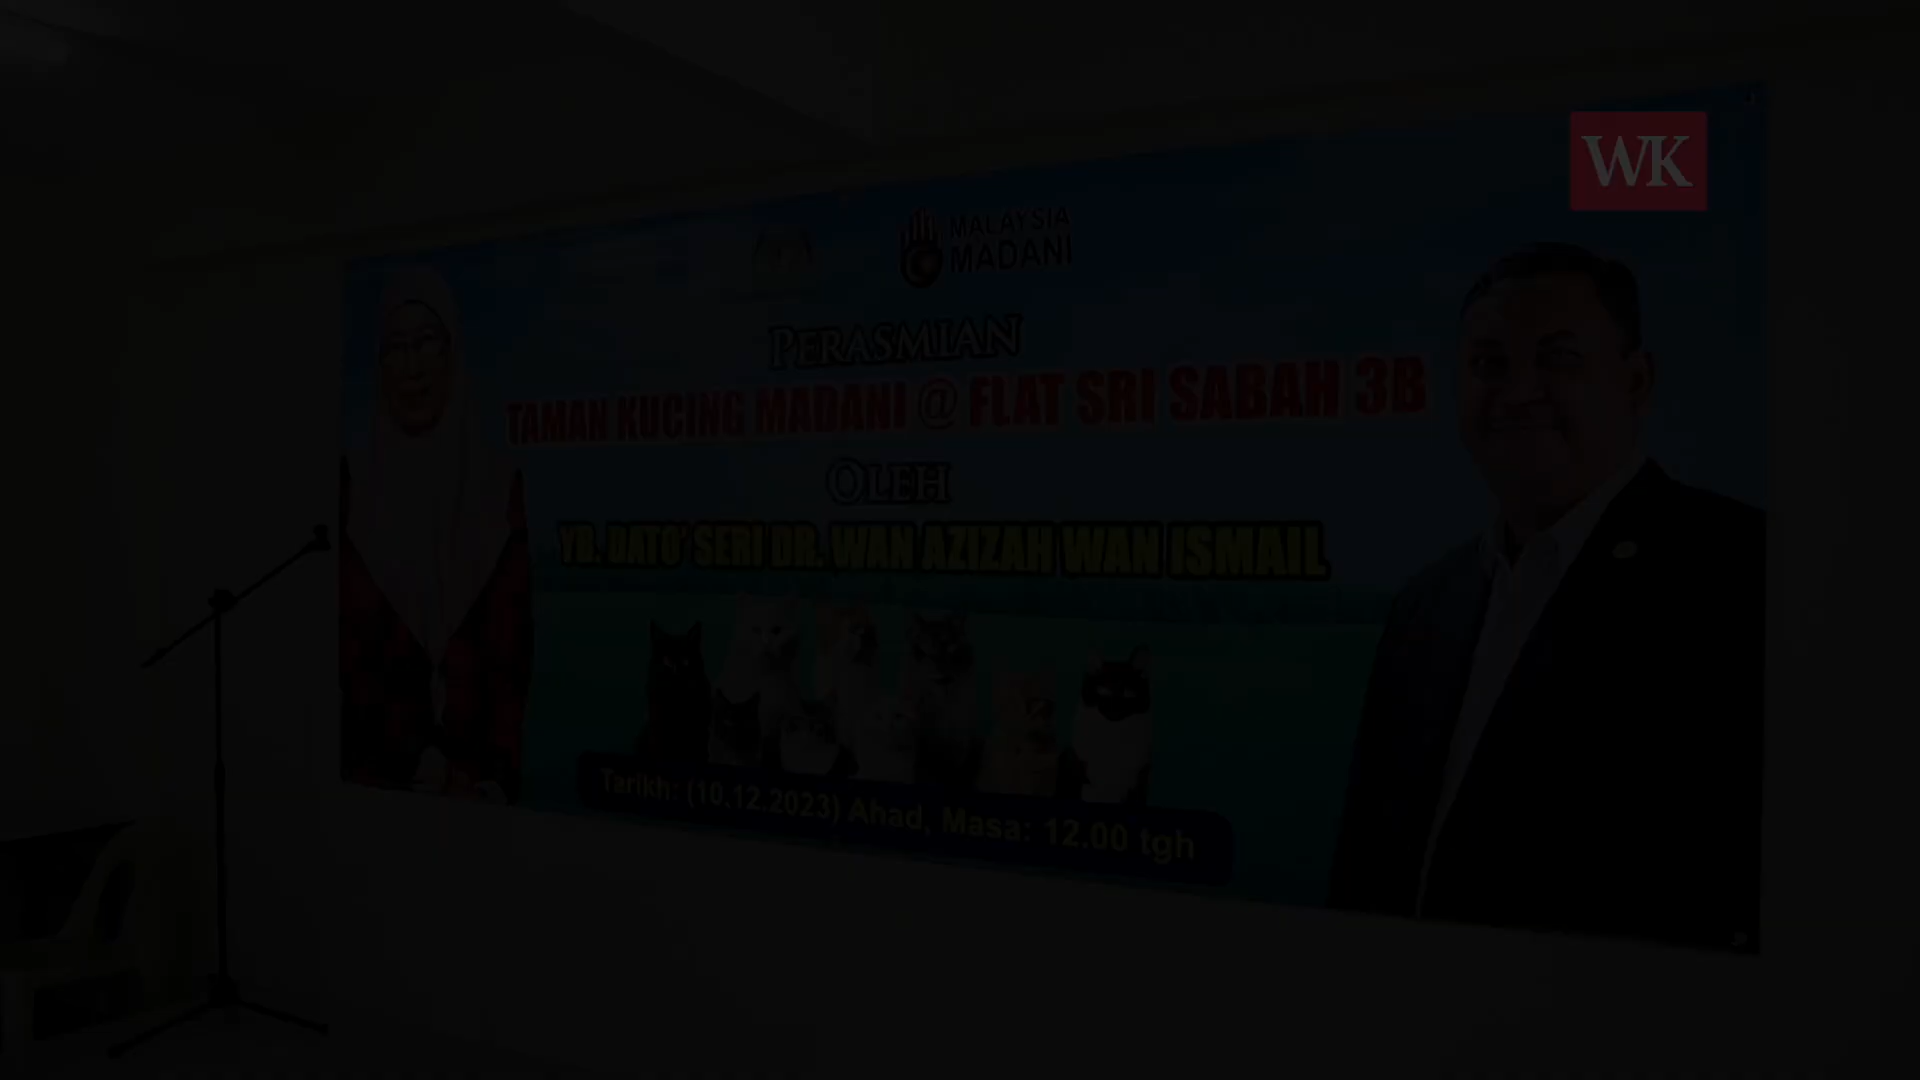 WK
MALAYSIA
MADANI
PERASMIAN
TAMAN KUCING MADANI @ FLAT SRI SABAH 3B
OLEH
YB. DATO' SERI DR. WAN AZIZAH WAN ISMAIL
Tarikh: (10.12.2023) Ahad, Masa: 12.00 tgh